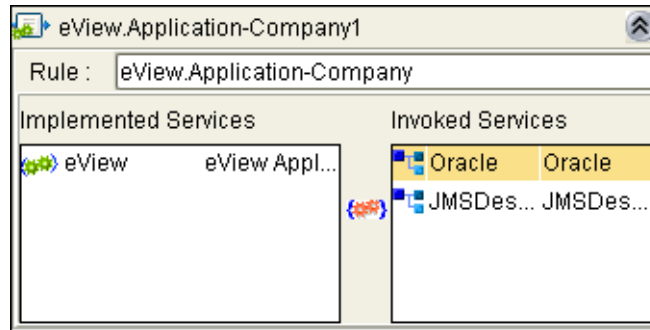 eView.Application-Company1
Rule : eView.Application-Company
Implemented Services
Invoked Services
eView eView Appl...
Oracle Oracle
JMSDes... JMSDes...